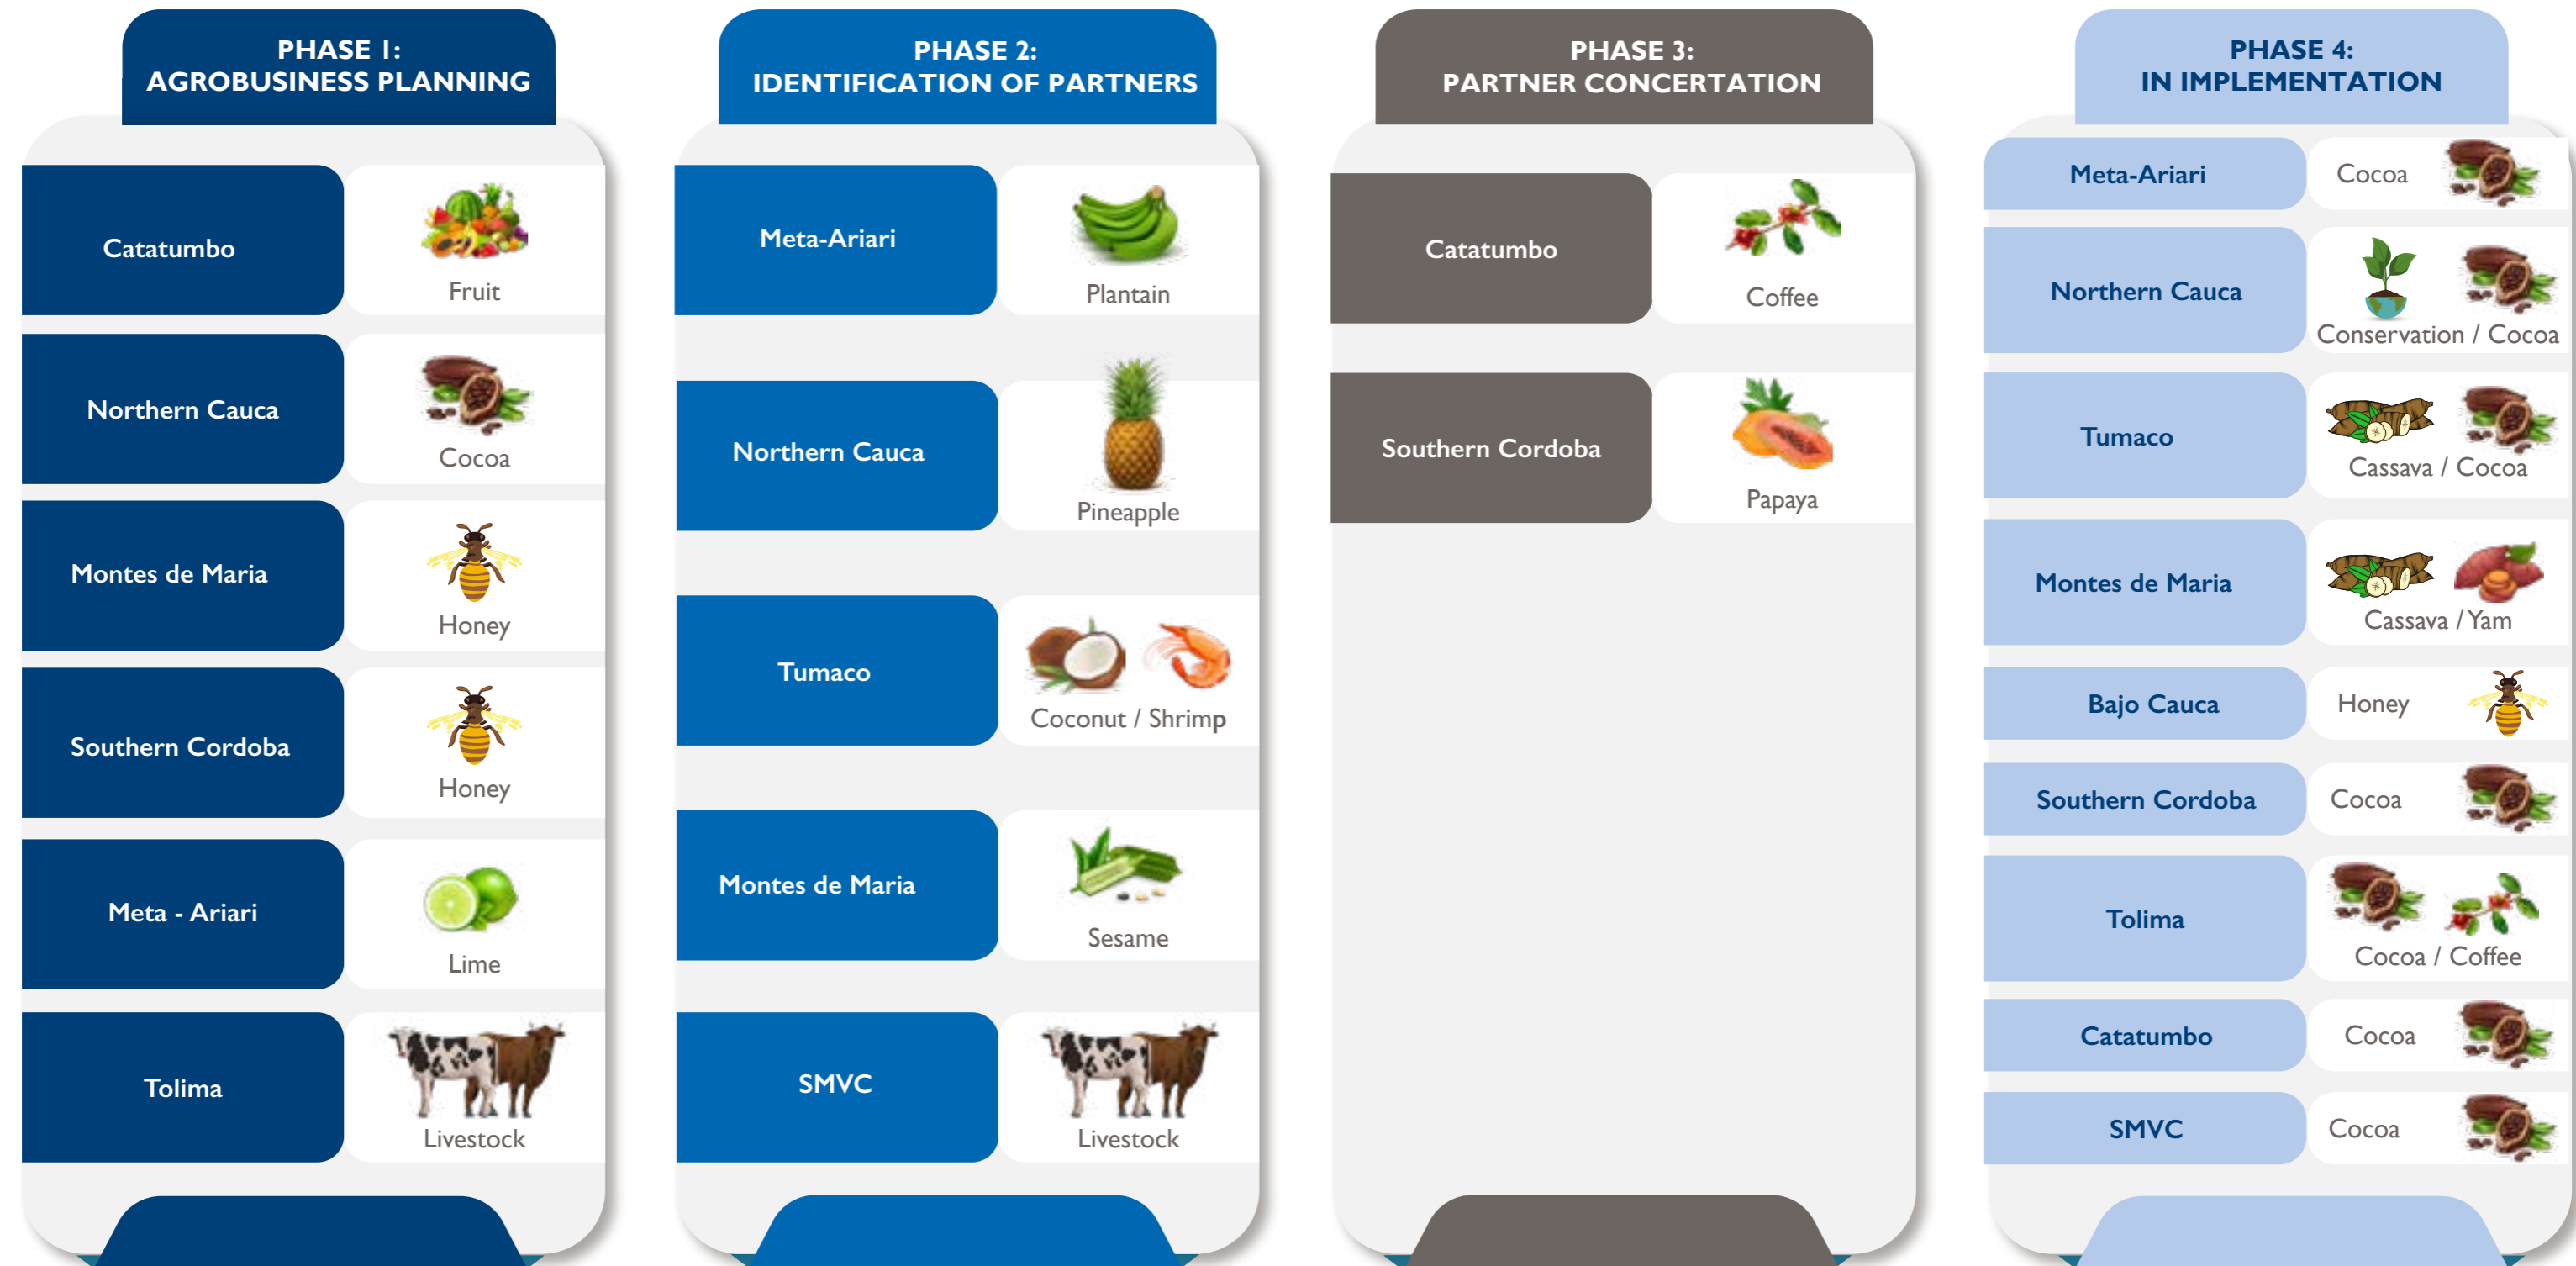 PHASE 1:
AGROBUSINESS PLANNING
Catatumbo
Fruit
Northern Cauca
Cocoa
Montes de Maria
Honey
Southern Cordoba
Honey
Meta - Ariari
Lime
Tolima
Livestock
PHASE 2:
IDENTIFICATION OF PARTNERS
Meta-Ariari
Plantain
Northern Cauca
Pineapple
Tumaco
Coconut / Shrimp
Montes de Maria
Sesame
SMVC
Livestock
PHASE 3:
PARTNER CONCERTATION
Catatumbo
Coffee
Southern Cordoba
Papaya
PHASE 4:
IN IMPLEMENTATION
Meta-Ariari
Cocoa
Northern Cauca
Conservation / Cocoa
Tumaco
Cassava / Cocoa
Montes de Maria
Cassava / Yam
Bajo Cauca
Honey
Southern Cordoba
Cocoa
Tolima
Cocoa / Coffee
Catatumbo
Cocoa
SMVC
Cocoa